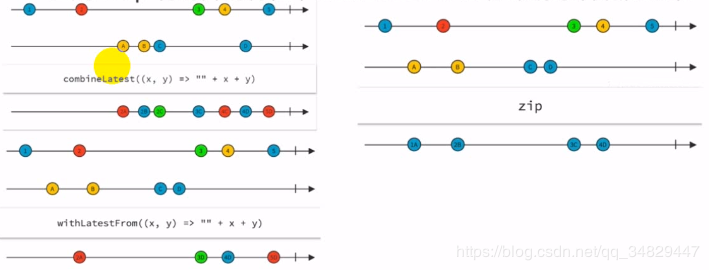 1 2 3 4 5
A B C D
combineLatest((x, y) => "" + x + y)
2A 2B 2C 3C 4C 4D 5D
1 2 3 4 5
A B C D
withLatestFrom((x, y) => "" + x + y)
2A 3D 4D 5D
1 2 3 4 5
A B C D
zip
1A 2B 3C 4D
https://blog.csdn.net/qq_34829447